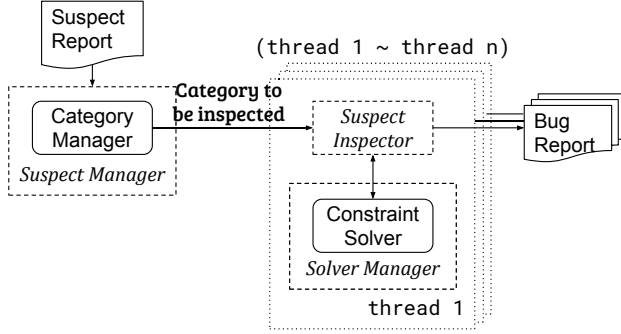 Suspect
Report
(thread 1 ~ thread n)
Category to
be inspected
Category
Manager
Suspect Manager
Suspect
Inspector
Bug
Report
Constraint
Solver
Solver Manager
thread 1